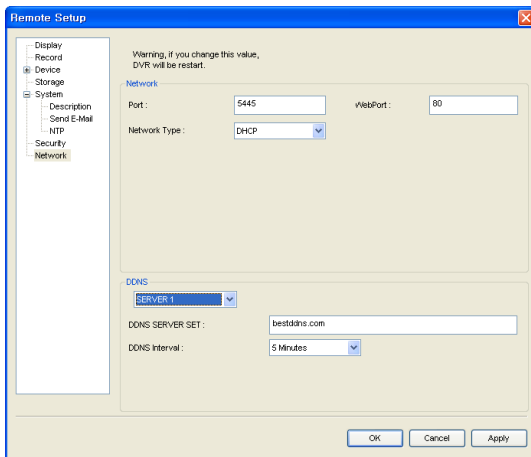 Remote Setup
Display
Record
Device
Storage
System
Description
Send E-Mail
NTP
Security
Network
Warning, if you change this value,
DVR will be restart.
Network
Port : 5445 WebPort : 80
Network Type : DHCP
DDNS
SERVER 1
DDNS SERVER SET : bestddns.com
DDNS Interval : 5 Minutes
OK Cancel Apply